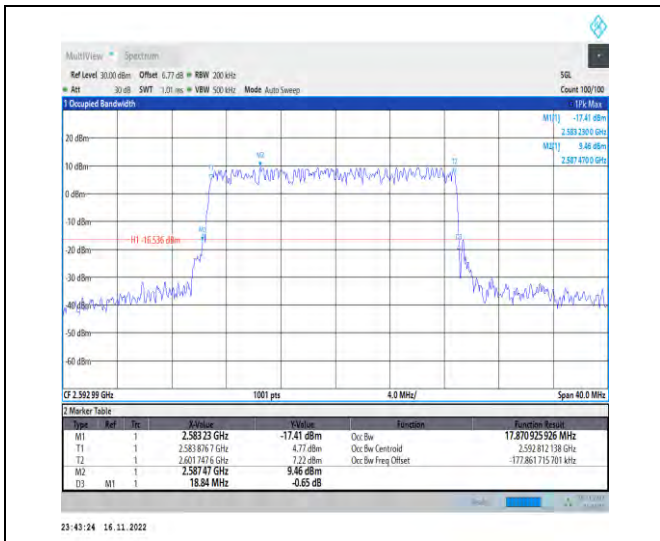 MultiView Spectrum
Ref Level 30.00 dBm Offset 6.77 dB RBW 200 kHz SGL
Att 30 dB SWT 1.01 ms VBW 500 kHz Mode Auto Sweep Count 100/100
1 Occupied Bandwidth 1Pk Max
M1[1] -17.41 dBm
2.583 230 0 GHz
M2[1] 9.46 dBm
2.587 470 0 GHz
20 dBm
M2
10 dBm
T1 T2
0 dBm
-10 dBm
M1
H1 -16.536 dBm
D3
-20 dBm
-30 dBm
-40 dBm
-50 dBm
-60 dBm
CF 2.592 99 GHz 1001 pts 4.0 MHz/ Span 40.0 MHz
2 Marker Table
Type Ref Trc X-Value Y-Value Function Function Result
M1 1 2.583 23 GHz -17.41 dBm Occ Bw 17.870 925 926 MHz
T1 1 2.583 876 7 GHz 4.77 dBm Occ Bw Centroid 2.592 812 138 GHz
T2 1 2.601 747 6 GHz 7.22 dBm Occ Bw Freq Offset -177.861 715 701 kHz
M2 1 2.587 47 GHz 9.46 dBm
D3 M1 1 18.84 MHz -0.65 dB
23:43:24 16.11.2022